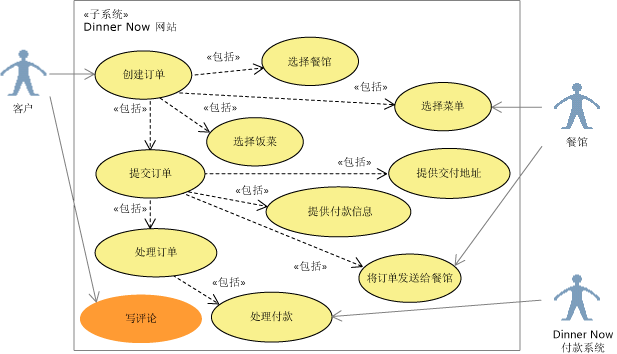 «子系统»
Dinner Now 网站
«包括»
选择餐馆
创建订单
客户
«包括»
«包括»
«包括»
选择菜单
选择饭菜
餐馆
«包括»
提交订单
提供交付地址
«包括»
«包括»
提供付款信息
处理订单
«包括»
将订单发送给餐馆
«包括»
写评论
处理付款
Dinner Now
付款系统